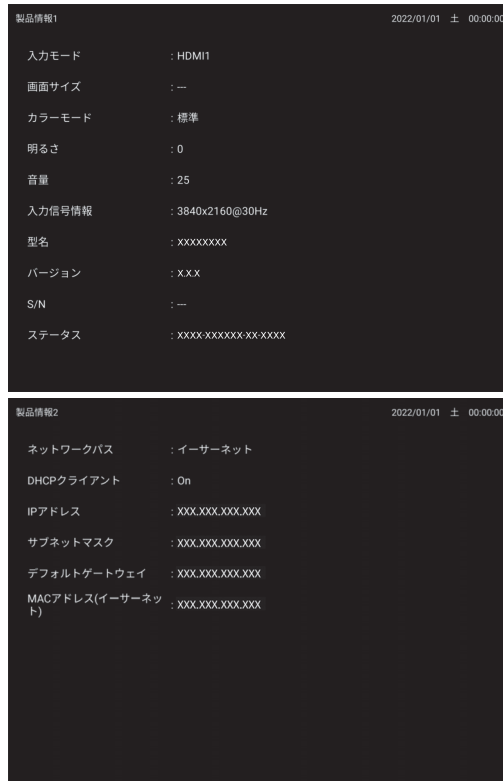 製品情報1 2022/01/01 土 00:00:00
入力モード : HDMI1
画面サイズ : ---
カラーモード : 標準
明るさ : 0
音量 : 25
入力信号情報 : 3840x2160@30Hz
型名 : XXXXXXXX
バージョン : X.X.X
S/N : ---
ステータス : XXXX-XXXXXX-XX-XXXX
製品情報2 2022/01/01 土 00:00:00
ネットワークパス : イーサーネット
DHCPクライアント : On
IPアドレス : XXX.XXX.XXX.XXX
サブネットマスク : XXX.XXX.XXX.XXX
デフォルトゲートウェイ : XXX.XXX.XXX.XXX
MACアドレス(イーサーネッ
ト) : XXX.XXX.XXX.XXX